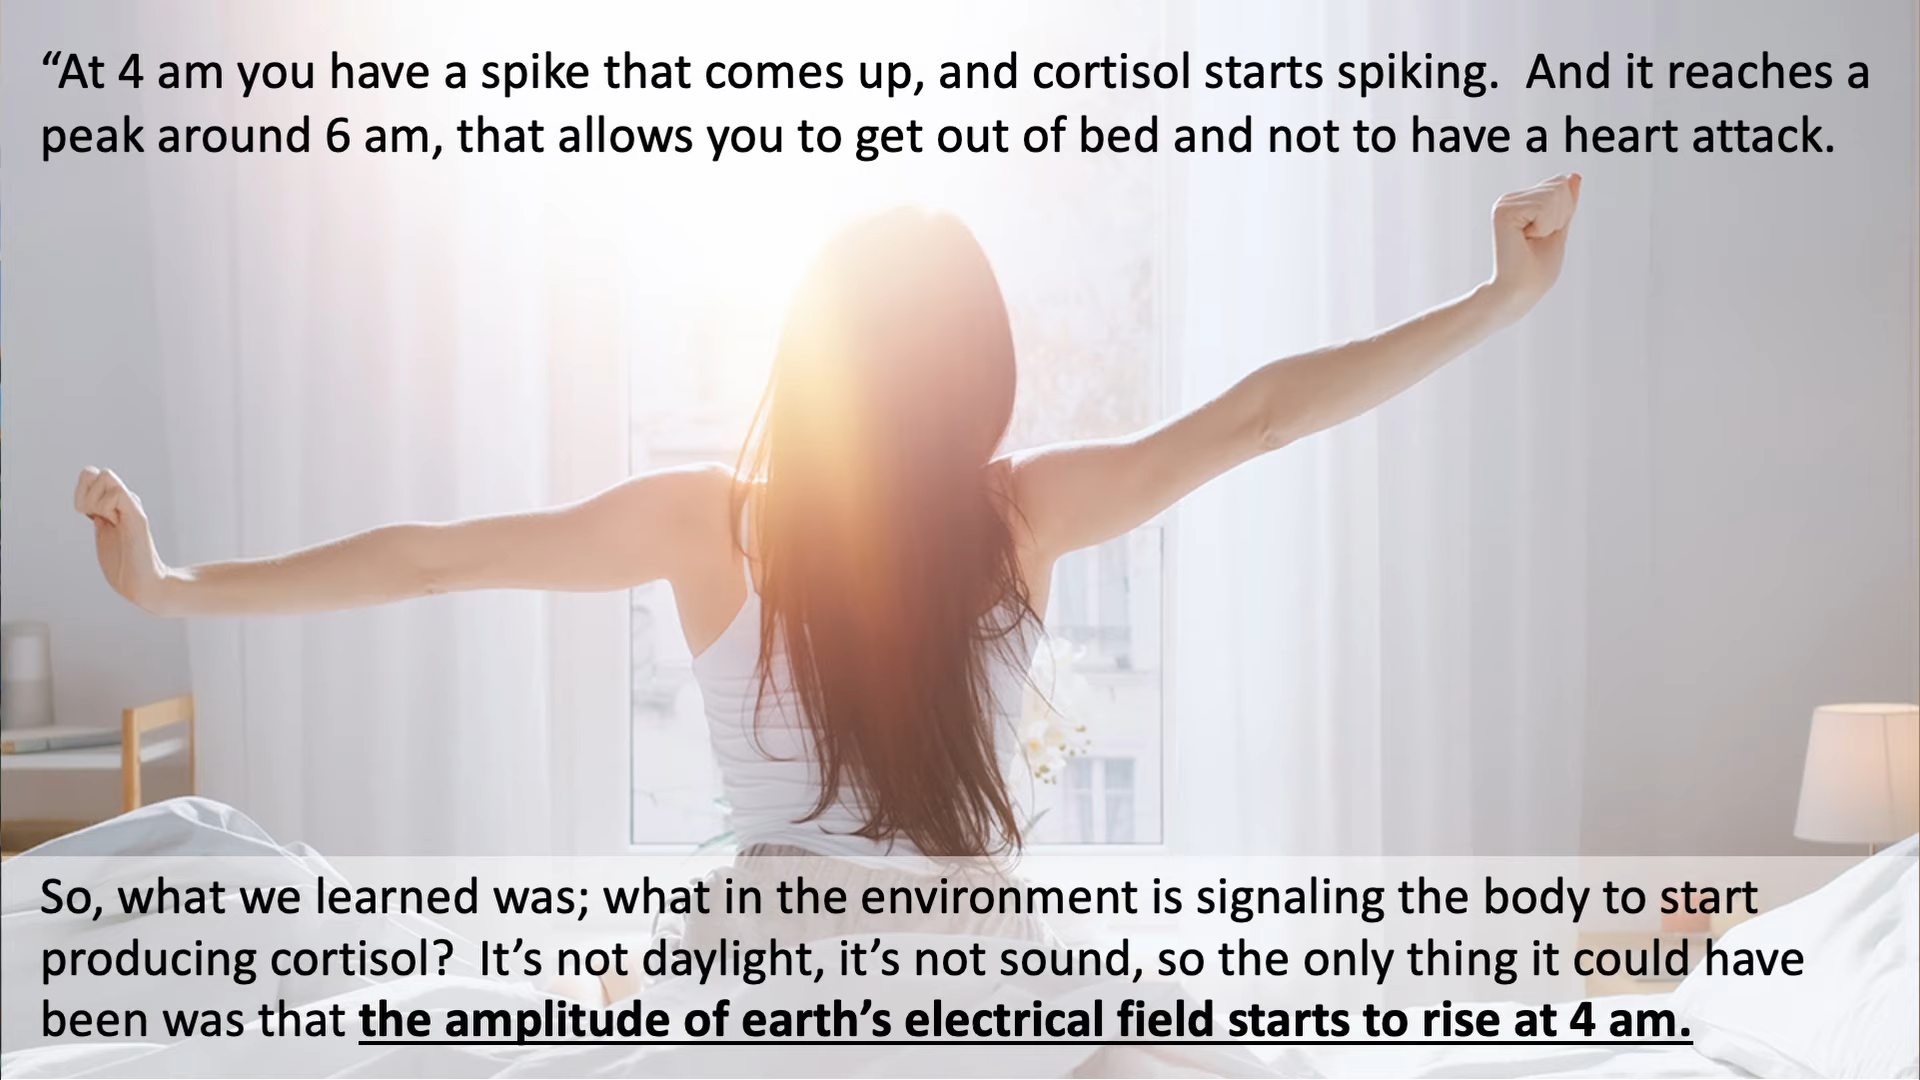 “At 4 am you have a spike that comes up, and cortisol starts spiking.  And it reaches a
peak around 6 am, that allows you to get out of bed and not to have a heart attack.
So, what we learned was; what in the environment is signaling the body to start
producing cortisol?  It’s not daylight, it’s not sound, so the only thing it could have
been was that the amplitude of earth’s electrical field starts to rise at 4 am.